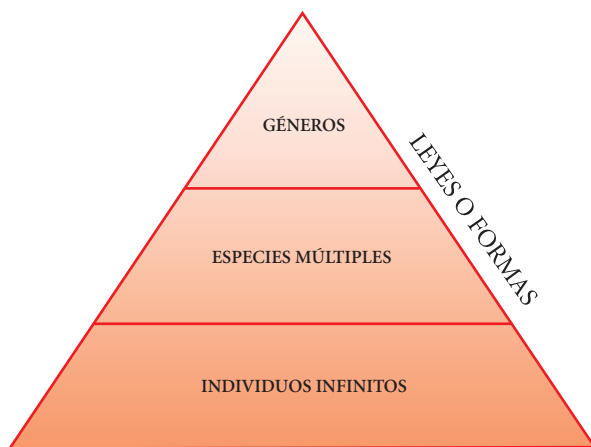 GÉNEROS
LEYES O FORMAS
ESPECIES MÚLTIPLES
INDIVIDUOS INFINITOS